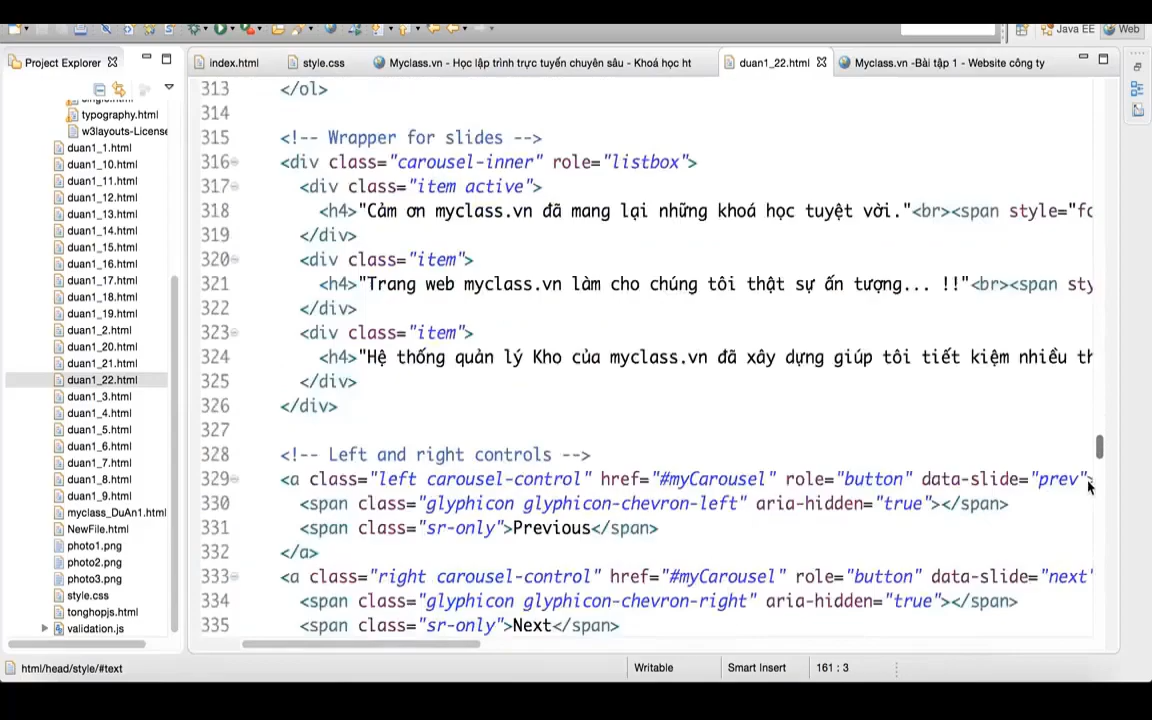 Java EE
Web
Project Explorer
index.html
style.css
Myclass.vn - Học lập trình trực tuyến chuyên sâu - Khoá học ht
duan1_22.html
Myclass.vn -Bài tập 1 - Website công ty
typography.html
w3layouts-License
duan1_1.html
duan1_10.html
duan1_11.html
duan1_12.html
duan1_13.html
duan1_14.html
duan1_15.html
duan1_16.html
duan1_17.html
duan1_18.html
duan1_19.html
duan1_2.html
duan1_20.html
duan1_21.html
duan1_22.html
duan1_3.html
duan1_4.html
duan1_5.html
duan1_6.html
duan1_7.html
duan1_8.html
duan1_9.html
myclass_DuAn1.html
NewFile.html
photo1.png
photo2.png
photo3.png
style.css
tonghopjs.html
validation.js
313 </ol>
314
315 <!-- Wrapper for slides -->
316 <div class="carousel-inner" role="listbox">
317 <div class="item active">
318 <h4>"Cảm ơn myclass.vn đã mang lại những khoá học tuyệt vời."<br><span style="fo
319 </div>
320 <div class="item">
321 <h4>"Trang web myclass.vn làm cho chúng tôi thật sự ấn tượng... !!"<br><span sty
322 </div>
323 <div class="item">
324 <h4>"Hệ thống quản lý Kho của myclass.vn đã xây dựng giúp tôi tiết kiệm nhiều th
325 </div>
326 </div>
327
328 <!-- Left and right controls -->
329 <a class="left carousel-control" href="#myCarousel" role="button" data-slide="prev">
330 <span class="glyphicon glyphicon-chevron-left" aria-hidden="true"></span>
331 <span class="sr-only">Previous</span>
332 </a>
333 <a class="right carousel-control" href="#myCarousel" role="button" data-slide="next"
334 <span class="glyphicon glyphicon-chevron-right" aria-hidden="true"></span>
335 <span class="sr-only">Next</span>
html/head/style/#text
Writable
Smart Insert
161 : 3